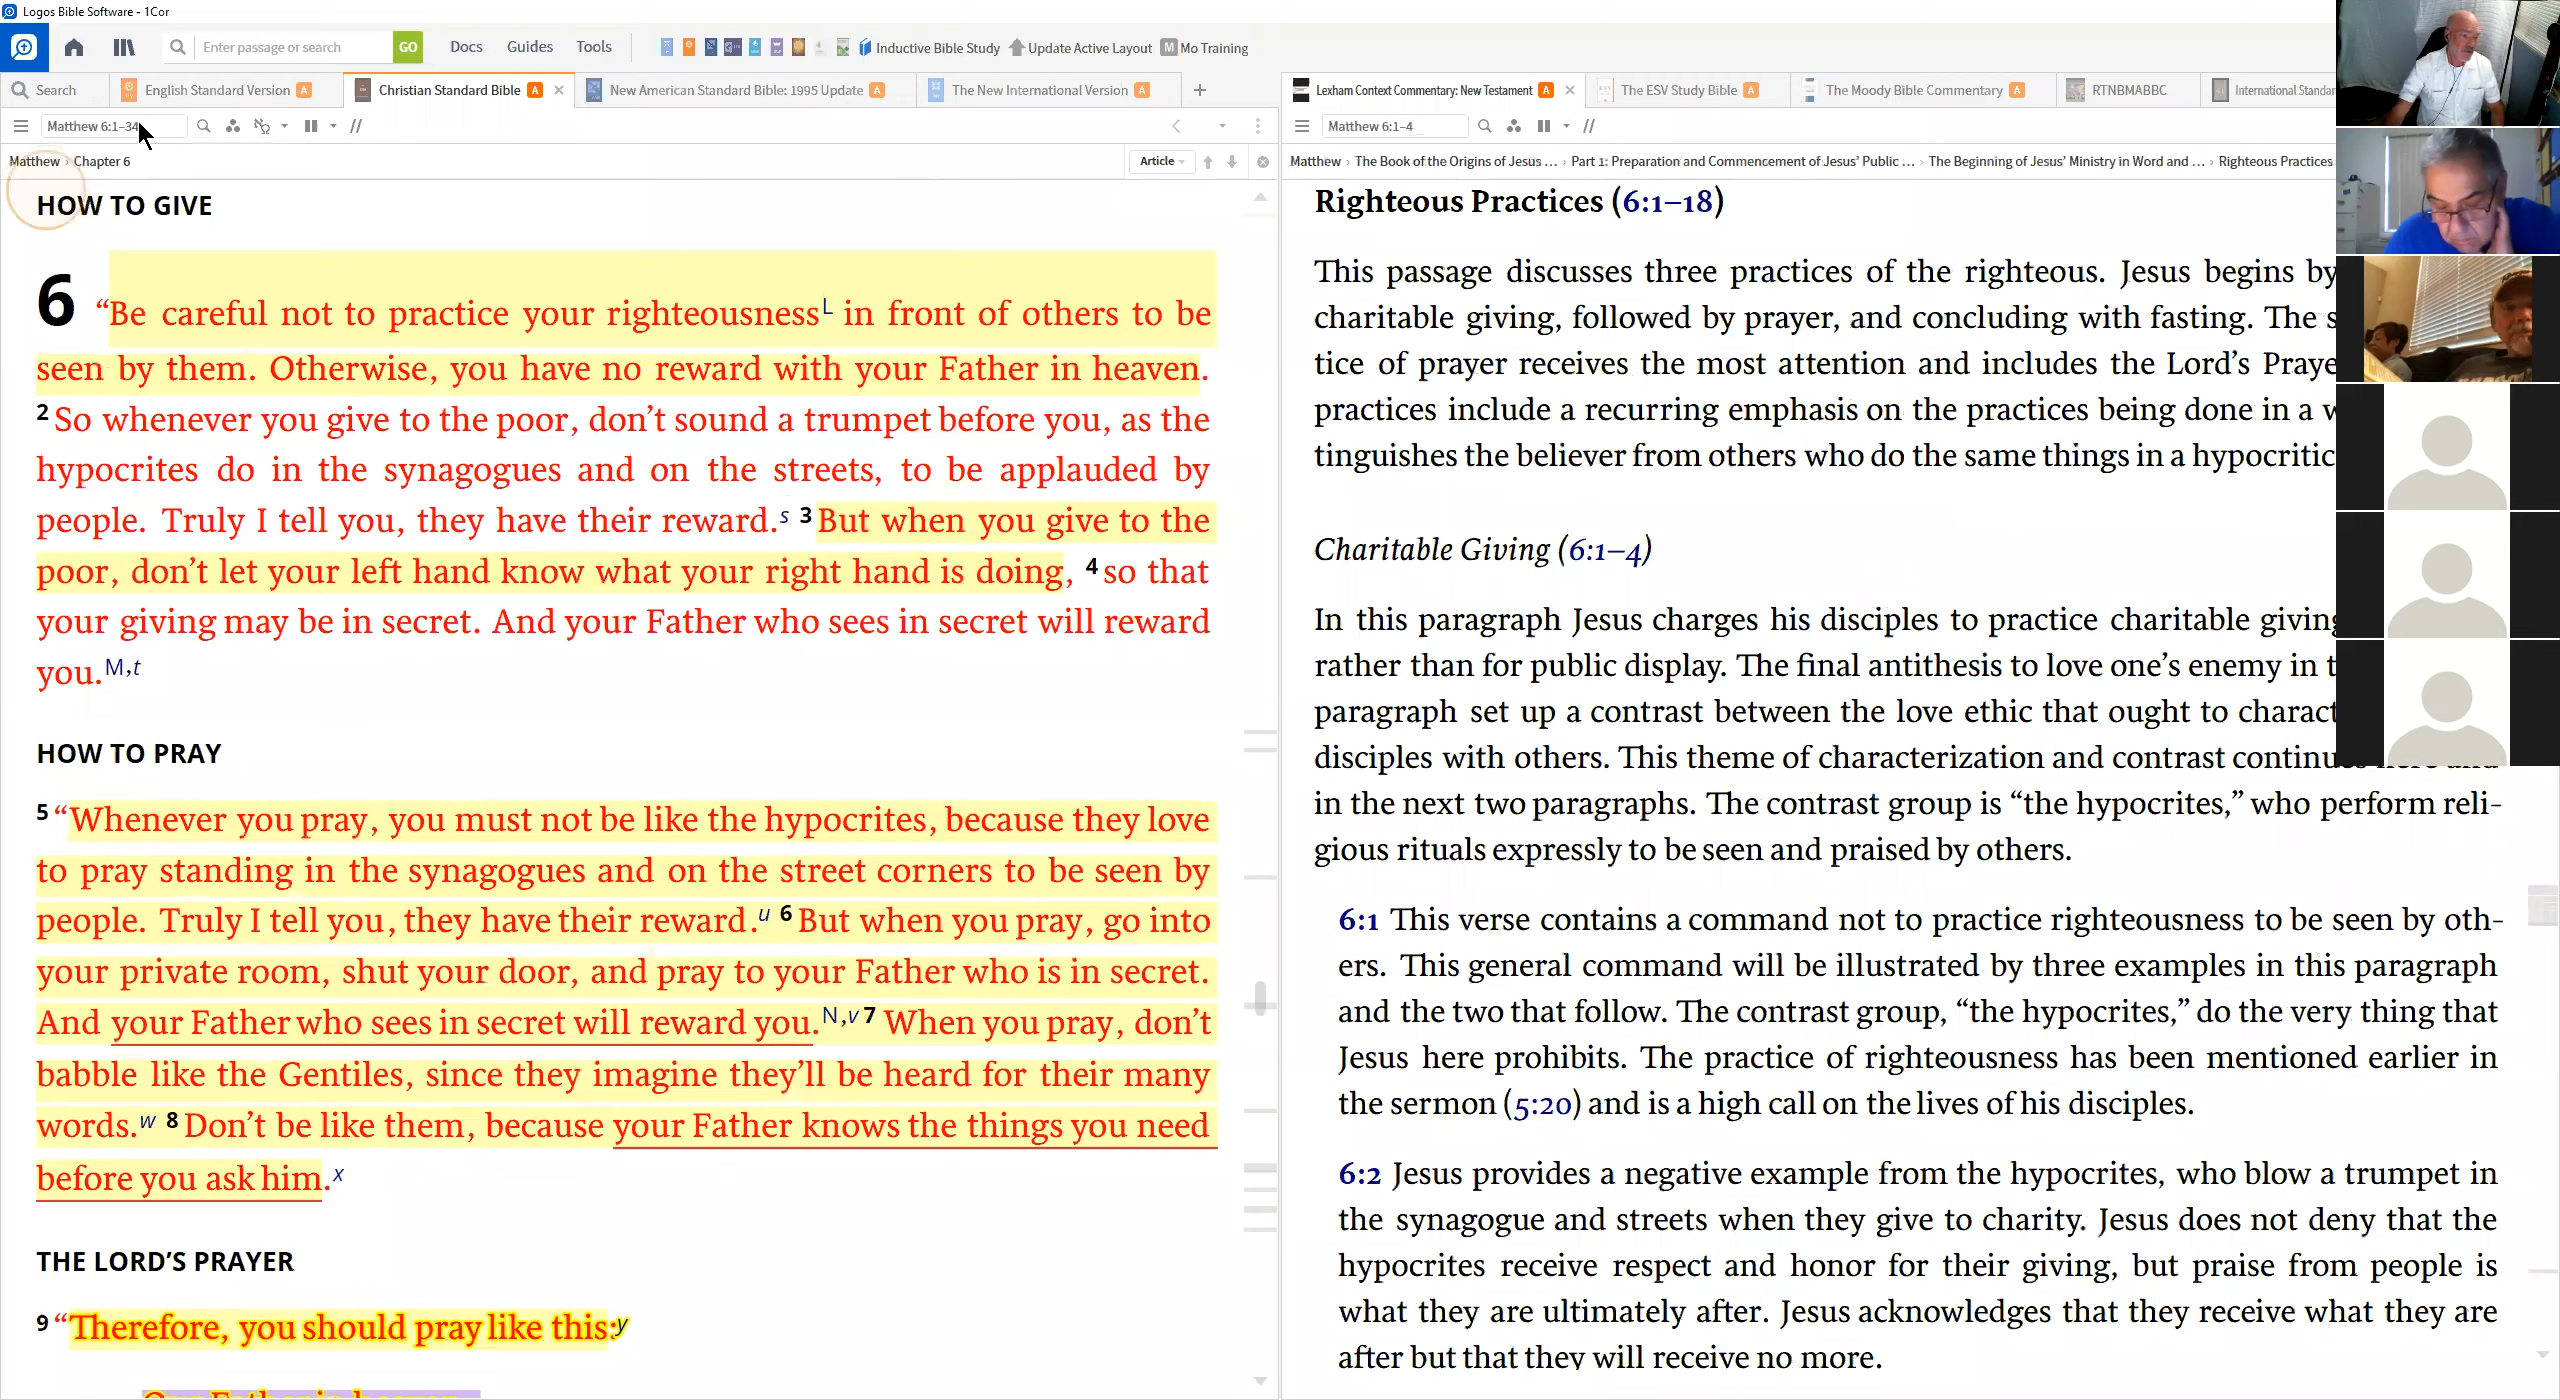 Logos Bible Software - 1Cor
Enter passage or search GO Docs Guides Tools Inductive Bible Study Update Active Layout M Mo Training
Search English Standard Version A Christian Standard Bible A New American Standard Bible: 1995 Update A The New International Version A
Matthew 6:1–34
Matthew › Chapter 6 Article
HOW TO GIVE
6 “Be careful not to practice your righteousnessL in front of others to be
seen by them. Otherwise, you have no reward with your Father in heaven.
2 So whenever you give to the poor, don’t sound a trumpet before you, as the
hypocrites do in the synagogues and on the streets, to be applauded by
people. Truly I tell you, they have their reward.s 3 But when you give to the
poor, don’t let your left hand know what your right hand is doing, 4 so that
your giving may be in secret. And your Father who sees in secret will reward
you.M,t
HOW TO PRAY
5 “Whenever you pray, you must not be like the hypocrites, because they love
to pray standing in the synagogues and on the street corners to be seen by
people. Truly I tell you, they have their reward.u 6 But when you pray, go into
your private room, shut your door, and pray to your Father who is in secret.
And your Father who sees in secret will reward you.N,v 7 When you pray, don’t
babble like the Gentiles, since they imagine they’ll be heard for their many
words.w 8 Don’t be like them, because your Father knows the things you need
before you ask him.x
THE LORD’S PRAYER
9 “Therefore, you should pray like this:y
Lexham Context Commentary: New Testament A The ESV Study Bible A The Moody Bible Commentary A RTNBMABBC International Standar
Matthew 6:1–4
Matthew › The Book of the Origins of Jesus ... › Part 1: Preparation and Commencement of Jesus’ Public ... › The Beginning of Jesus’ Ministry in Word and ... › Righteous Practices
Righteous Practices (6:1–18)
This passage discusses three practices of the righteous. Jesus begins by
charitable giving, followed by prayer, and concluding with fasting. The s
tice of prayer receives the most attention and includes the Lord’s Praye
practices include a recurring emphasis on the practices being done in a w
tinguishes the believer from others who do the same things in a hypocritic
Charitable Giving (6:1–4)
In this paragraph Jesus charges his disciples to practice charitable giving
rather than for public display. The final antithesis to love one’s enemy in t
paragraph set up a contrast between the love ethic that ought to charact
disciples with others. This theme of characterization and contrast continu
in the next two paragraphs. The contrast group is “the hypocrites,” who perform reli-
gious rituals expressly to be seen and praised by others.
6:1 This verse contains a command not to practice righteousness to be seen by oth-
ers. This general command will be illustrated by three examples in this paragraph
and the two that follow. The contrast group, “the hypocrites,” do the very thing that
Jesus here prohibits. The practice of righteousness has been mentioned earlier in
the sermon (5:20) and is a high call on the lives of his disciples.
6:2 Jesus provides a negative example from the hypocrites, who blow a trumpet in
the synagogue and streets when they give to charity. Jesus does not deny that the
hypocrites receive respect and honor for their giving, but praise from people is
what they are ultimately after. Jesus acknowledges that they receive what they are
after but that they will receive no more.